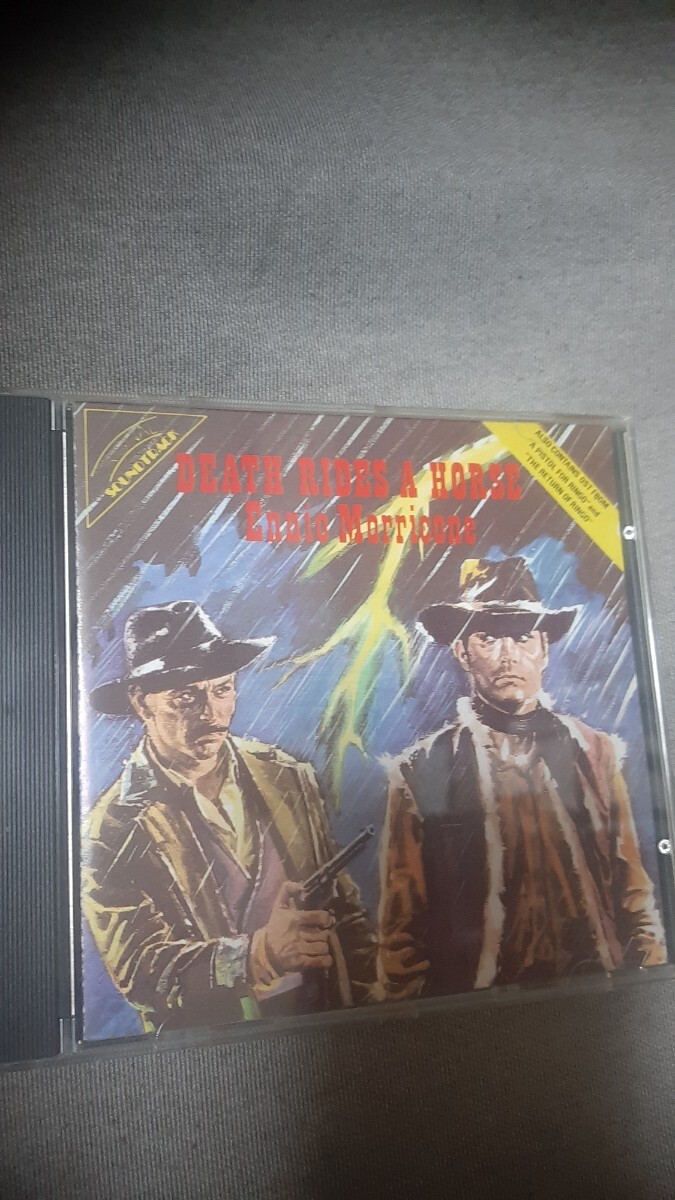 SOUNDTRACK
DEATH RIDES A HORSE
Ennio Morricone
ALSO CONTAINS OST FROM
"A PISTOL FOR RINGO" and
"THE RETURN OF RINGO"